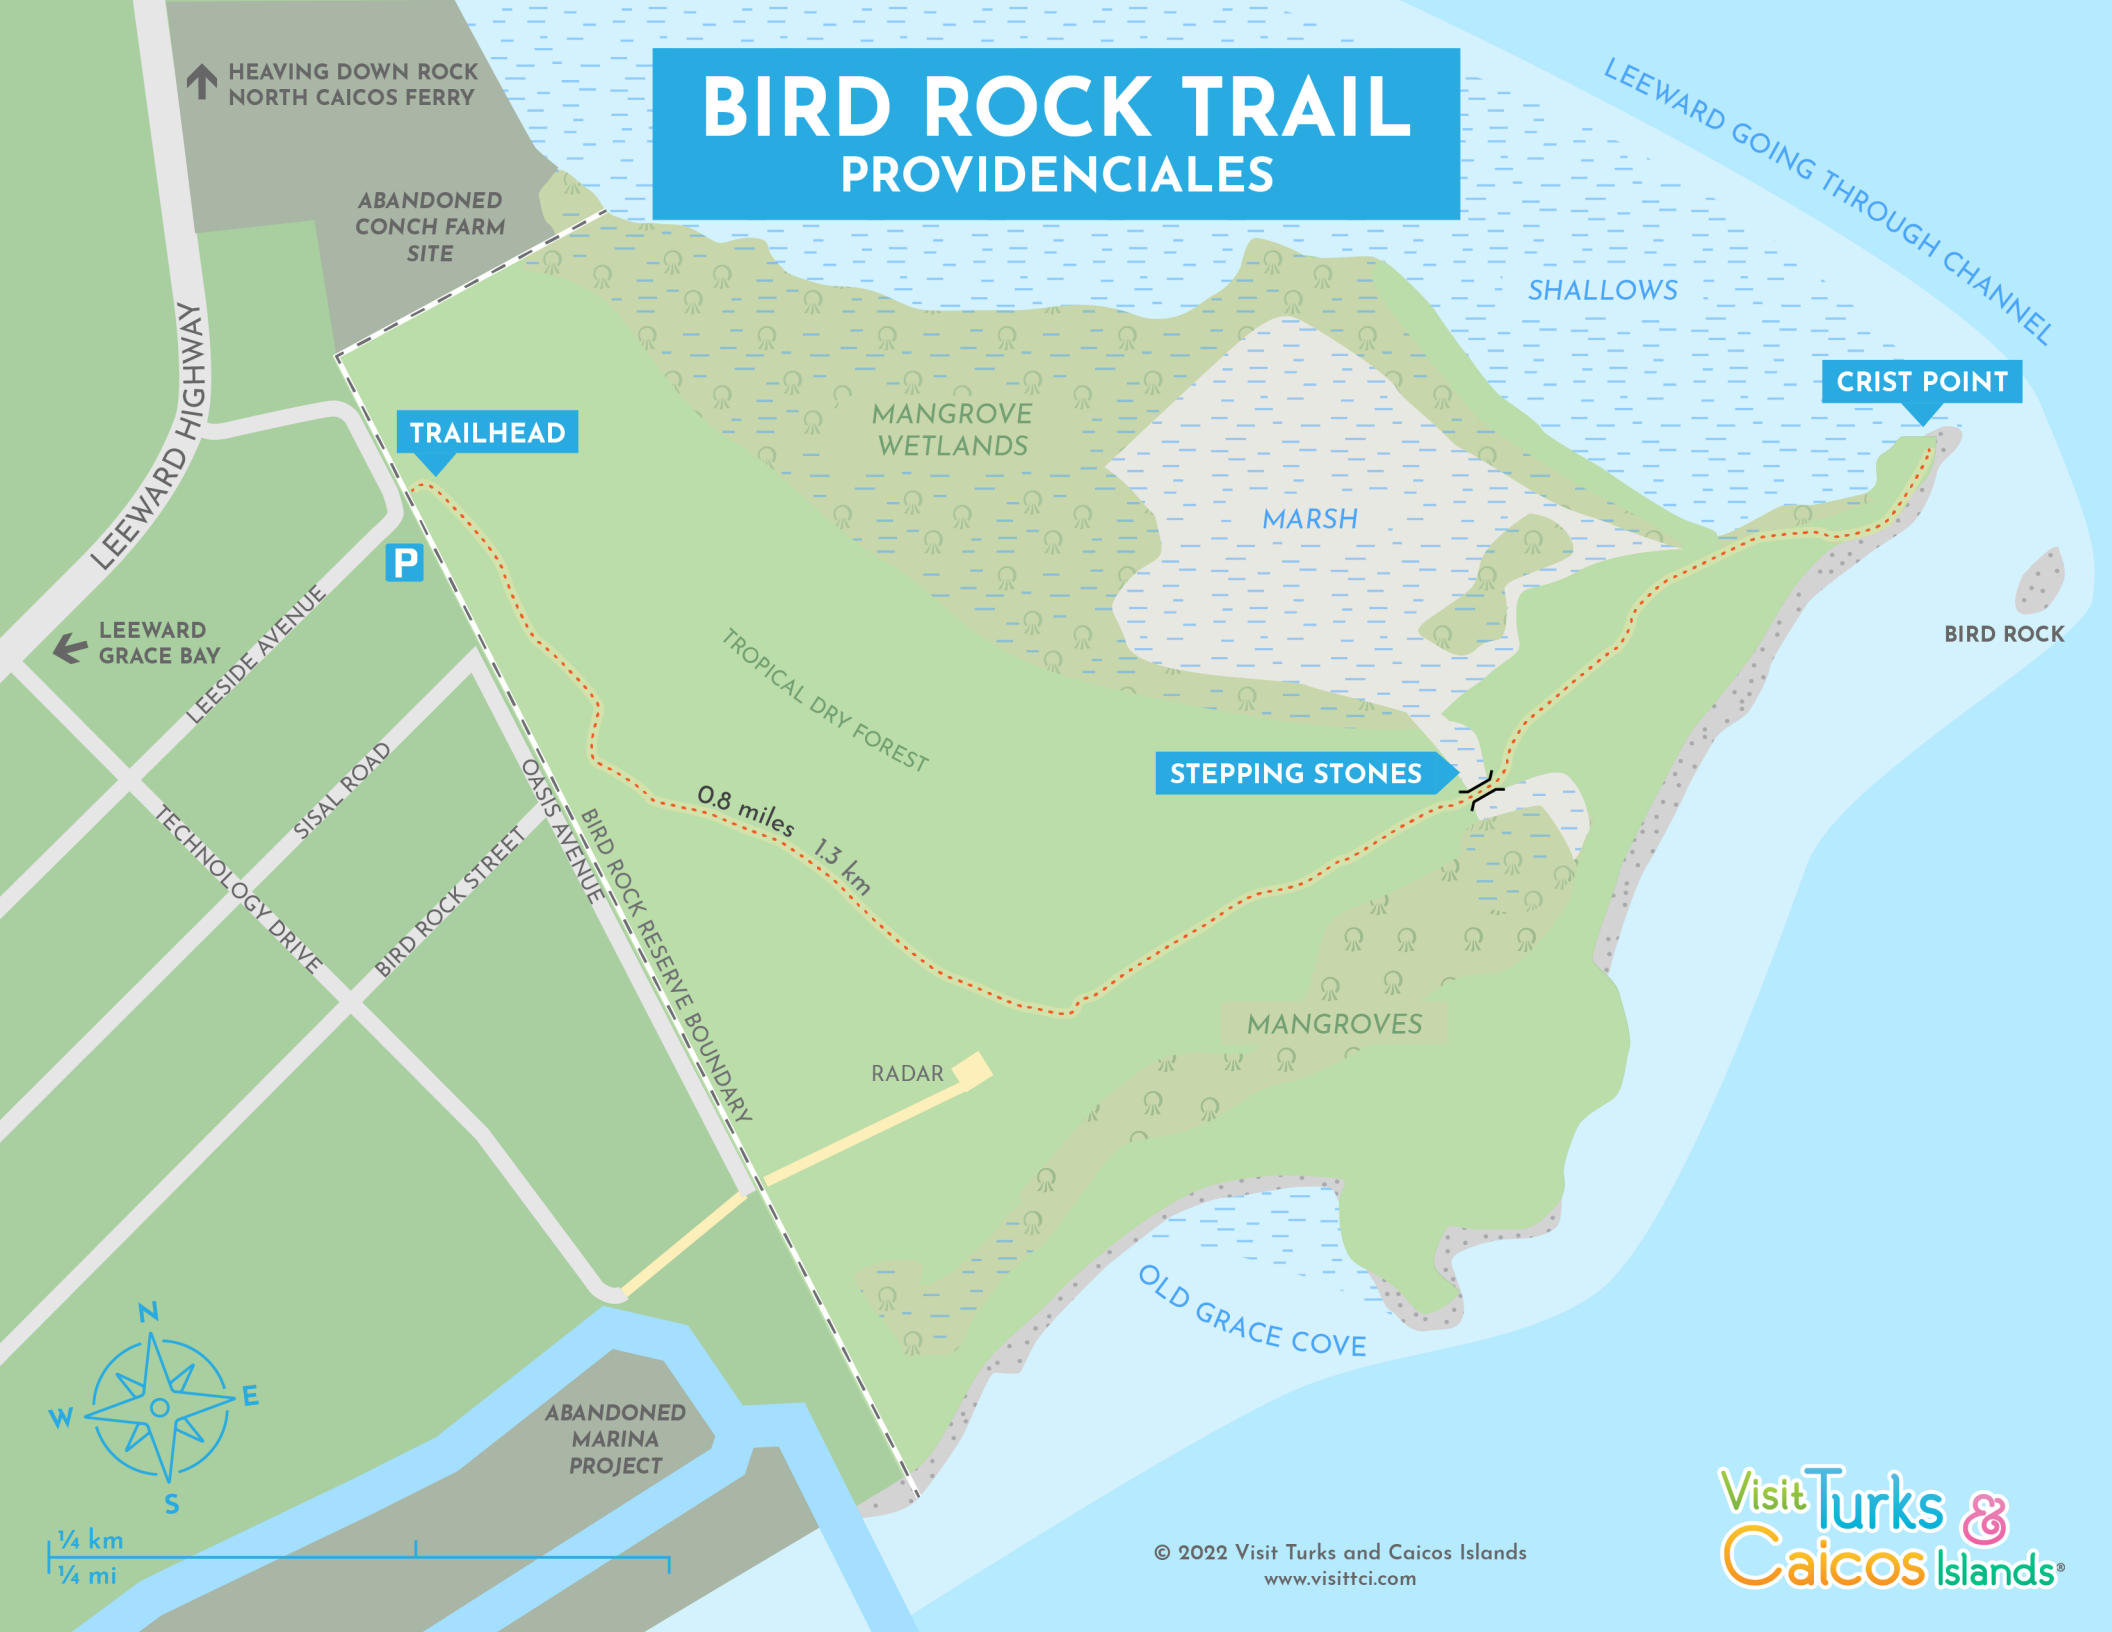 BIRD ROCK TRAIL
PROVIDENCIALES
HEAVING DOWN ROCK
NORTH CAICOS FERRY
ABANDONED
CONCH FARM
SITE
LEEWARD GOING THROUGH CHANNEL
SHALLOWS
CRIST POINT
LEEWARD HIGHWAY
TRAILHEAD
MANGROVE
WETLANDS
MARSH
P
LEEWARD
GRACE BAY
LEESIDE AVENUE
BIRD ROCK
TROPICAL DRY FOREST
STEPPING STONES
SISAL ROAD
OASIS AVENUE
0.8 miles
1.3 km
TECHNOLOGY DRIVE
BIRD ROCK STREET
BIRD ROCK RESERVE BOUNDARY
MANGROVES
RADAR
OLD GRACE COVE
N
W
E
S
ABANDONED
MARINA
PROJECT
¼ km
¼ mi
© 2022 Visit Turks and Caicos Islands
www.visittci.com
Visit Turks &
Caicos Islands®